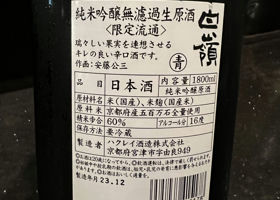 純米吟醸無濾過生原酒
<限定流通>
白嶺
瑞々しい果実を連想させる
キレの良い辛口酒です。
作・安藤公三
青
品目 日本酒 内容量 1800ml
純米吟醸原酒
原材料名 米(国産)、米麹(国産米)
原料米 京都府産五百万石全量使用
精米歩合 60% アルコール分 16度
保存方法 要冷蔵
製造者 ハクレイ酒造株式会社
京都府宮津市字由良949
製造年月 23.12